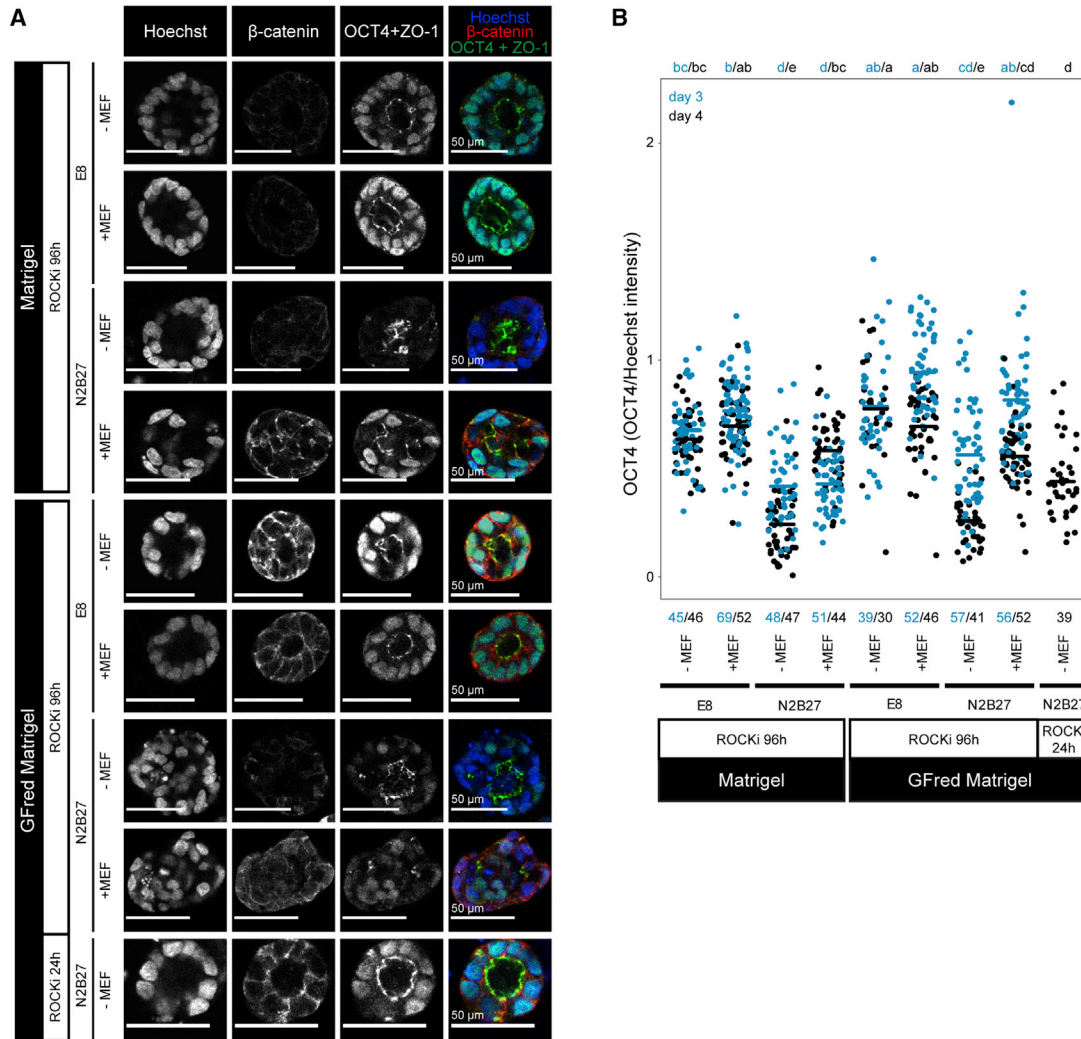 A
Hoechst
β-catenin
OCT4+ZO-1
Hoechst
β-catenin
OCT4 + ZO-1
Matrigel
ROCKi 96h
E8
- MEF
50 µm
+MEF
50 µm
N2B27
- MEF
50 µm
+MEF
50 µm
GFred Matrigel
ROCKi 96h
E8
- MEF
50 µm
+MEF
50 µm
N2B27
- MEF
50 µm
+MEF
50 µm
ROCKi 24h
N2B27
- MEF
50 µm
B
bc/bc b/ab d/e d/bc ab/a a/ab cd/e ab/cd d
day 3
day 4
OCT4 (OCT4/Hoechst intensity)
2
1
0
45/46 69/52 48/47 51/44 39/30 52/46 57/41 56/52 39
- MEF +MEF - MEF +MEF - MEF +MEF - MEF +MEF - MEF
E8 N2B27 E8 N2B27 N2B27
ROCKi 96h ROCKi 96h ROCK
24h
Matrigel GFred Matrigel